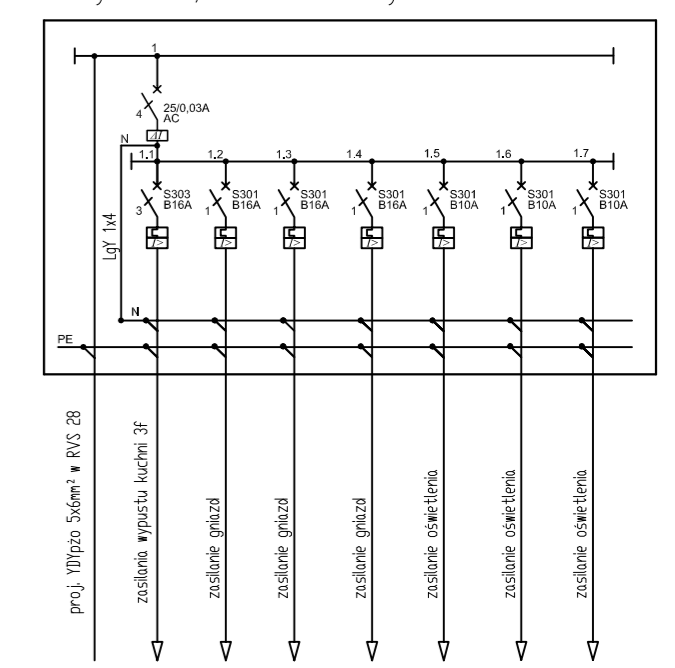 1
4
25/0,03A
AC
N
LgY 1x4
1.1
1.2
1.3
1.4
1.5
1.6
1.7
3
S303
B16A
1
S301
B16A
1
S301
B16A
1
S301
B16A
1
S301
B10A
1
S301
B10A
1
S301
B10A
N
PE
proj. YDYpżo 5x6mm² w RVS 28
zasilania wypustu kuchni 3f
zasilanie gniazd
zasilanie gniazd
zasilanie gniazd
zasilanie oświetlenia
zasilanie oświetlenia
zasilanie oświetlenia